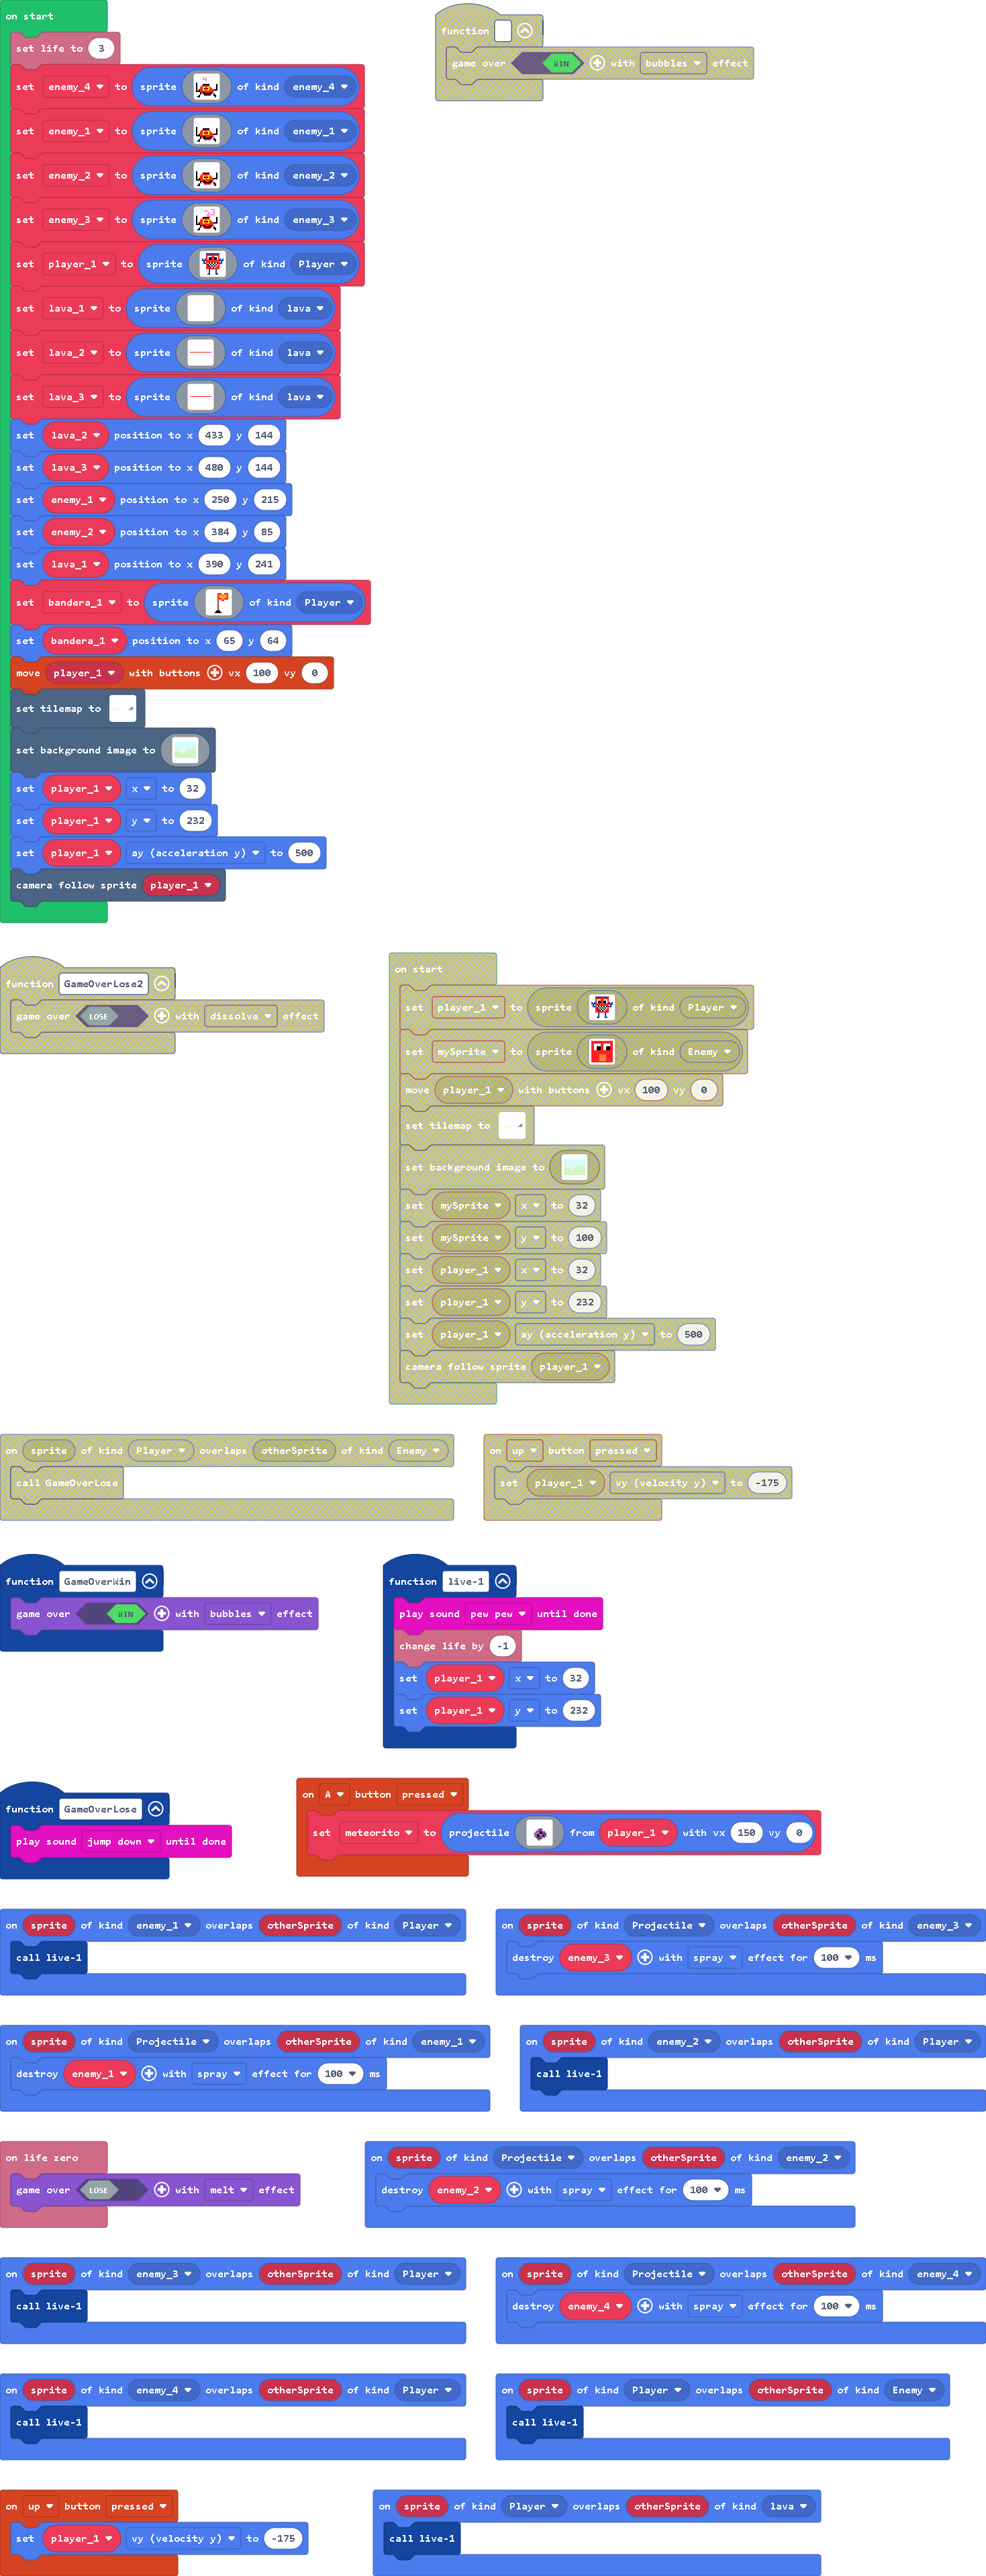 on start
set life to 3
set enemy_4 to sprite of kind enemy_4
set enemy_1 to sprite of kind enemy_1
set enemy_2 to sprite of kind enemy_2
set enemy_3 to sprite of kind enemy_3
set player_1 to sprite of kind Player
set lava_1 to sprite of kind lava
set lava_2 to sprite of kind lava
set lava_3 to sprite of kind lava
set lava_2 position to x 433 y 144
set lava_3 position to x 480 y 144
set enemy_1 position to x 250 y 215
set enemy_2 position to x 384 y 85
set lava_1 position to x 390 y 241
set bandera_1 to sprite of kind Player
set bandera_1 position to x 65 y 64
move player_1 with buttons vx 100 vy 0
set tilemap to
set background image to
set player_1 x to 32
set player_1 y to 232
set player_1 ay (acceleration y) to 500
camera follow sprite player_1
function
game over WIN with bubbles effect
function GameOverLose2
game over LOSE with dissolve effect
on start
set player_1 to sprite of kind Player
set mySprite to sprite of kind Enemy
move player_1 with buttons vx 100 vy 0
set tilemap to
set background image to
set mySprite x to 32
set mySprite y to 100
set player_1 x to 32
set player_1 y to 232
set player_1 ay (acceleration y) to 500
camera follow sprite player_1
on sprite of kind Player overlaps otherSprite of kind Enemy
call GameOverLose
on up button pressed
set player_1 vy (velocity y) to -175
function GameOverWin
game over WIN with bubbles effect
function live-1
play sound pew pew until done
change life by -1
set player_1 x to 32
set player_1 y to 232
function GameOverLose
play sound jump down until done
on A button pressed
set meteorito to projectile from player_1 with vx 150 vy 0
on sprite of kind enemy_1 overlaps otherSprite of kind Player
call live-1
on sprite of kind Projectile overlaps otherSprite of kind enemy_3
destroy enemy_3 with spray effect for 100 ms
on sprite of kind Projectile overlaps otherSprite of kind enemy_1
destroy enemy_1 with spray effect for 100 ms
on sprite of kind enemy_2 overlaps otherSprite of kind Player
call live-1
on life zero
game over LOSE with melt effect
on sprite of kind Projectile overlaps otherSprite of kind enemy_2
destroy enemy_2 with spray effect for 100 ms
on sprite of kind enemy_3 overlaps otherSprite of kind Player
call live-1
on sprite of kind Projectile overlaps otherSprite of kind enemy_4
destroy enemy_4 with spray effect for 100 ms
on sprite of kind enemy_4 overlaps otherSprite of kind Player
call live-1
on sprite of kind Player overlaps otherSprite of kind Enemy
call live-1
on up button pressed
set player_1 vy (velocity y) to -175
on sprite of kind Player overlaps otherSprite of kind lava
call live-1